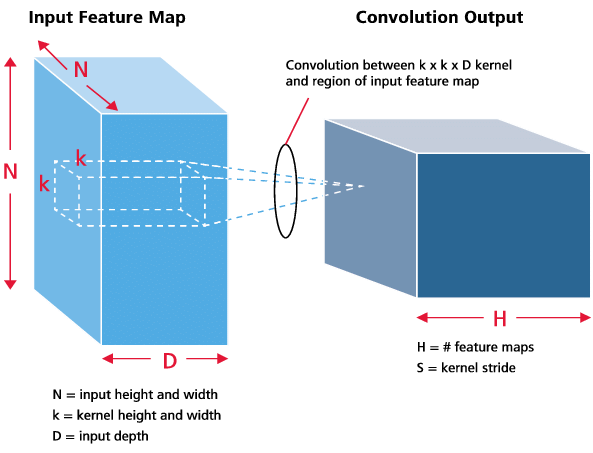 Input Feature Map
Convolution Output
Convolution between k x k x D kernel
and region of input feature map
N
N
k
k
D
H
H = # feature maps
S = kernel stride
N = input height and width
k = kernel height and width
D = input depth